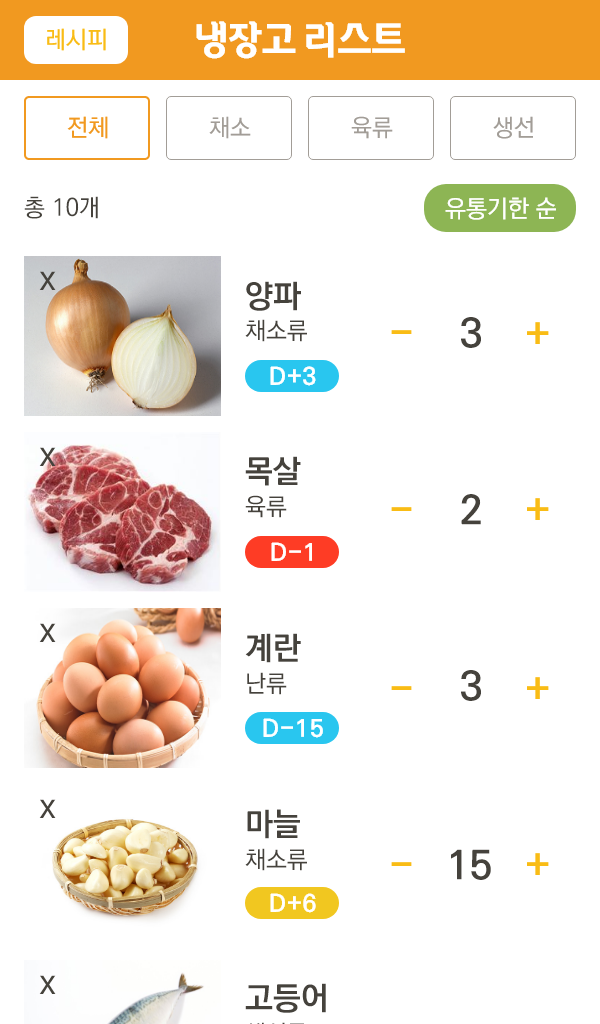 레시피
냉장고 리스트
전체
채소
육류
생선
총 10개
유통기한 순
X
양파
채소류
D+3
− 3 +
X
목살
육류
D−1
− 2 +
X
계란
난류
D−15
− 3 +
X
마늘
채소류
D+6
− 15 +
X
고등어